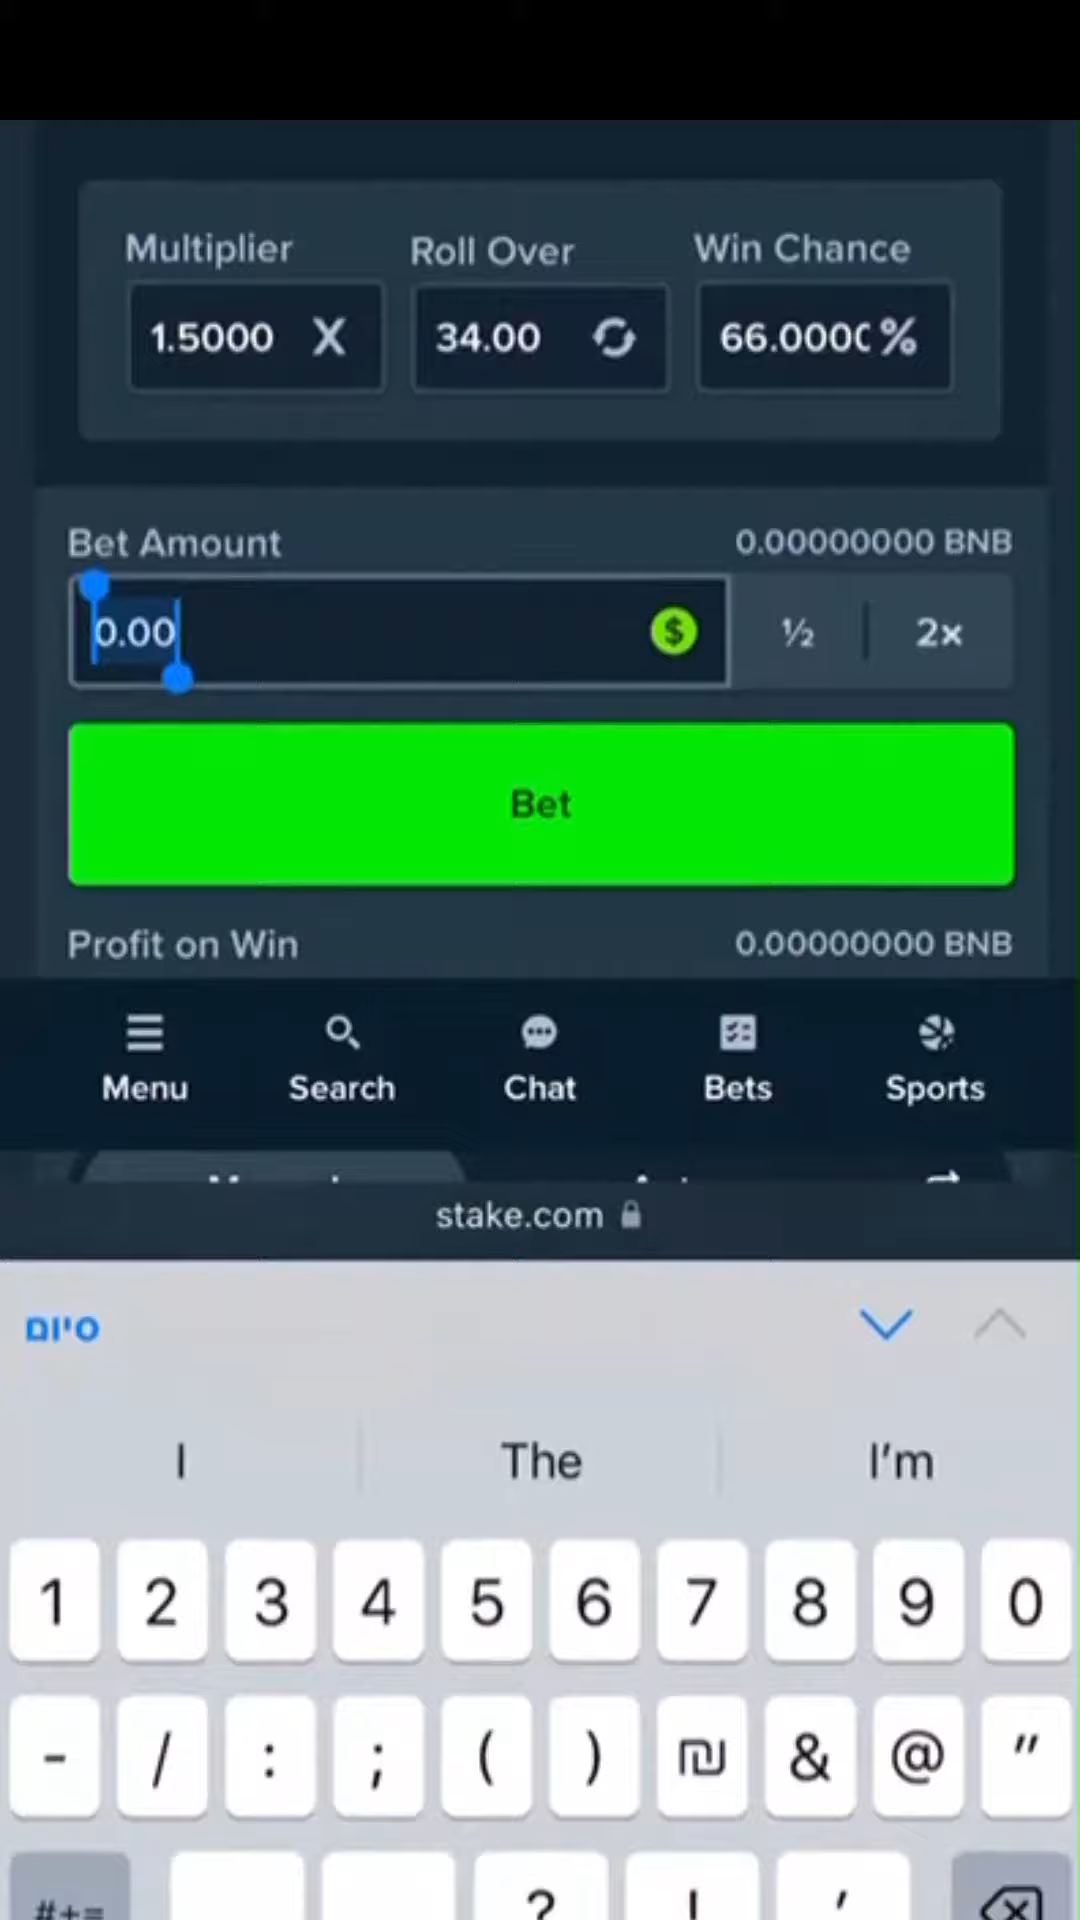 Multiplier Roll Over Win Chance
1.5000 X 34.00 66.000 %
Bet Amount 0.00000000 BNB
0.00 $ ½ 2x
Bet
Profit on Win 0.00000000 BNB
Menu Search Chat Bets Sports
stake.com
סיום
I The I'm
1 2 3 4 5 6 7 8 9 0
- / : ; ( ) ₪ & @ "
#+= ? ! '